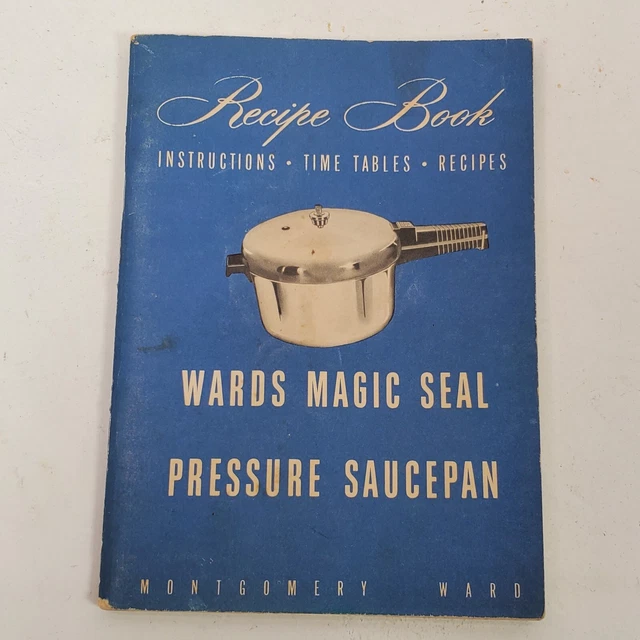 Recipe Book
INSTRUCTIONS • TIME TABLES • RECIPES
WARDS MAGIC SEAL
PRESSURE SAUCEPAN
MONTGOMERY WARD